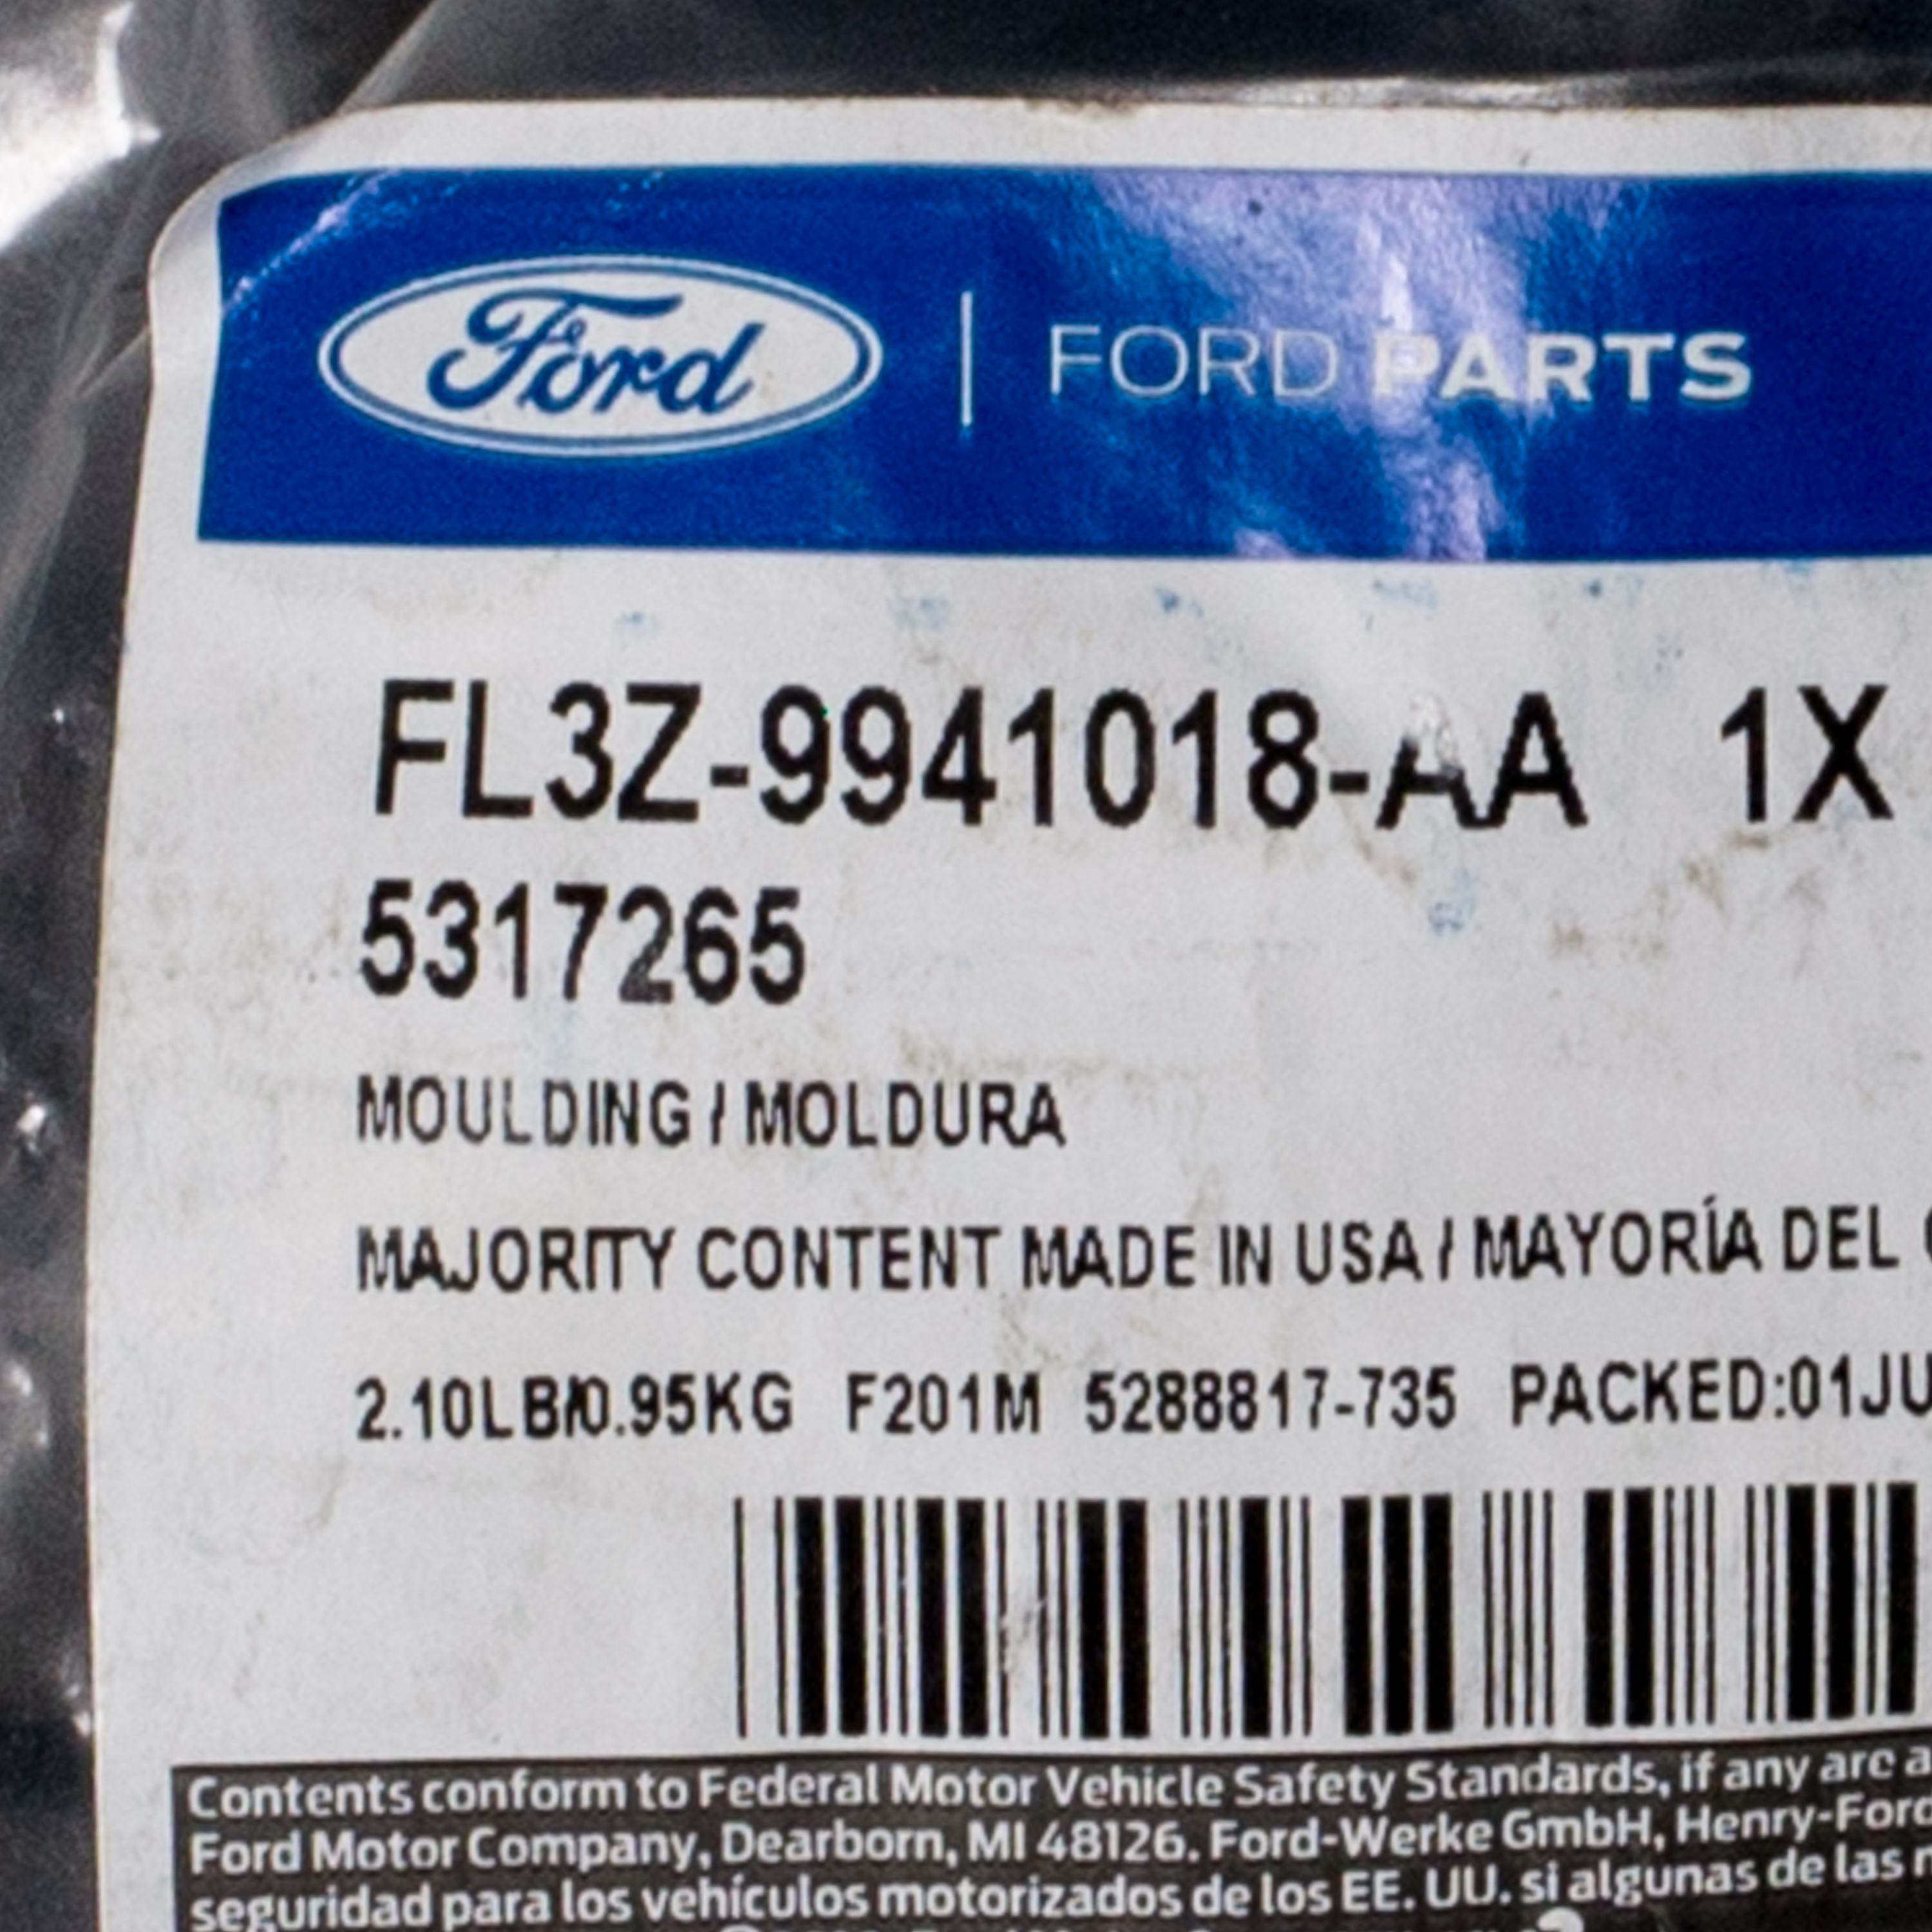 Ford | FORD PARTS
FL3Z-9941018-AA 1X
5317265
MOULDING / MOLDURA
MAJORITY CONTENT MADE IN USA / MAYORÍA DEL
2.10LB/0.95KG F201M 5288817-735 PACKED:01JU
Contents conform to Federal Motor Vehicle Safety Standards, if any are a
Ford Motor Company, Dearborn, MI 48126. Ford-Werke GmbH, Henry-Ford
seguridad para los vehículos motorizados de los EE. UU. si algunas de las